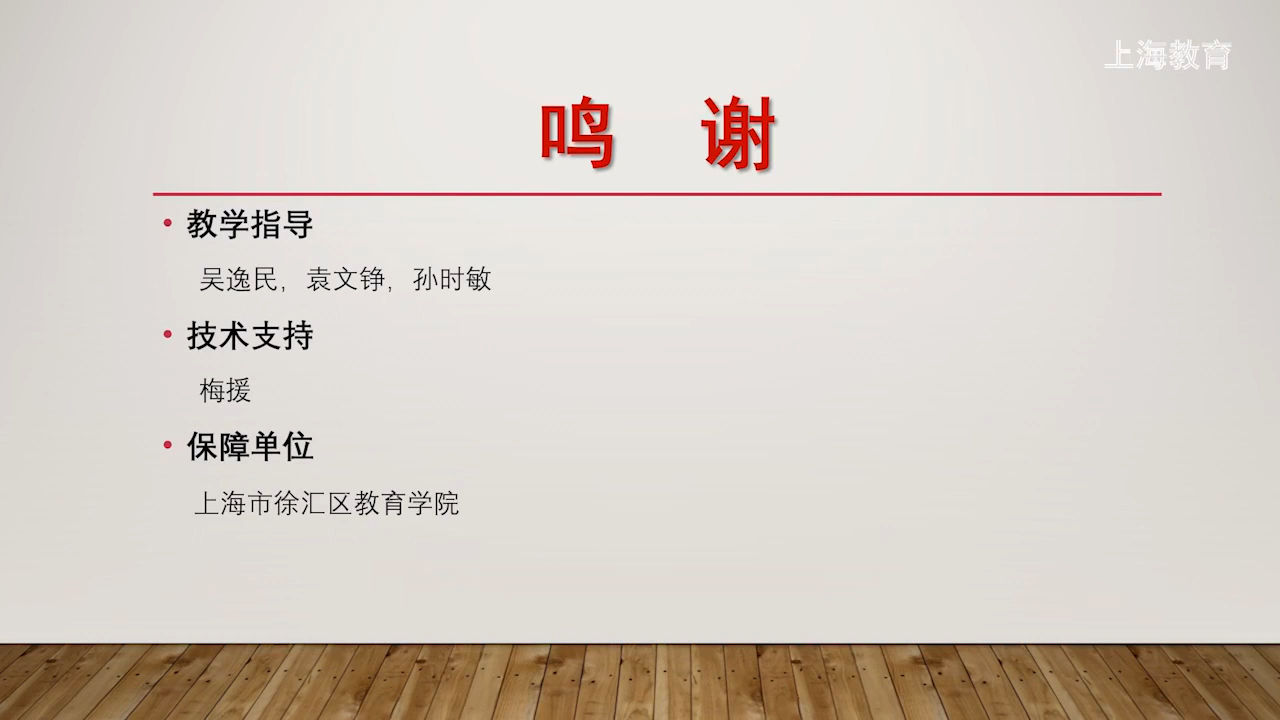 上海教育
鸣 谢
• 教学指导
吴逸民，袁文铮，孙时敏
• 技术支持
梅援
• 保障单位
上海市徐汇区教育学院